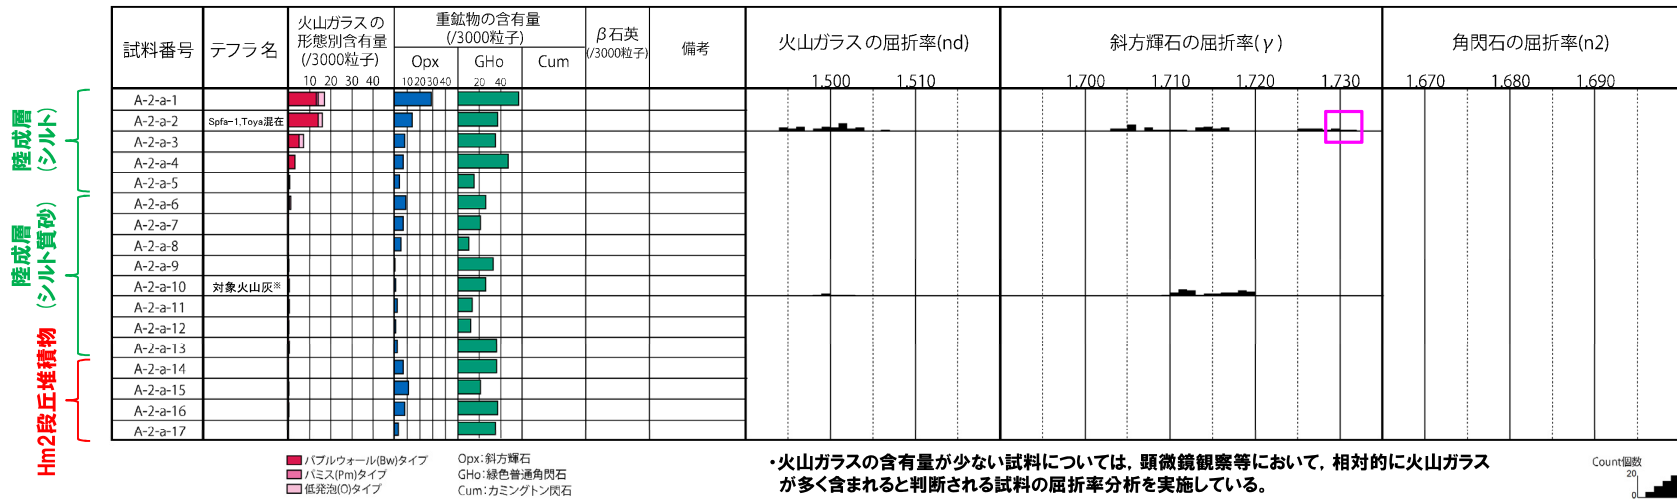 試料番号
テフラ名
火山ガラスの
形態別含有量
(/3000粒子)
10 20 30 40
重鉱物の含有量
(/3000粒子)
Opx
GHo
Cum
10 20 30 40
20 40
β石英
(/3000粒子)
備考
火山ガラスの屈折率(nd)
1.500 1.510
斜方輝石の屈折率(γ)
1.700 1.710 1.720 1.730
角閃石の屈折率(n2)
1.670 1.680 1.690
陸成層
(シルト)
陸成層
(シルト質砂)
Hm2段丘堆積物
A-2-a-1
A-2-a-2 Spfa-1,Toya混在
A-2-a-3
A-2-a-4
A-2-a-5
A-2-a-6
A-2-a-7
A-2-a-8
A-2-a-9
A-2-a-10 対象火山灰※
A-2-a-11
A-2-a-12
A-2-a-13
A-2-a-14
A-2-a-15
A-2-a-16
A-2-a-17
バブルウォール(Bw)タイプ
パミス(Pm)タイプ
低発泡(O)タイプ
Opx:斜方輝石
GHo:緑色普通角閃石
Cum:カミングトン閃石
・火山ガラスの含有量が少ない試料については，顕微鏡観察等において，相対的に火山ガラス
が多く含まれると判断される試料の屈折率分析を実施している。
Count個数
20
0